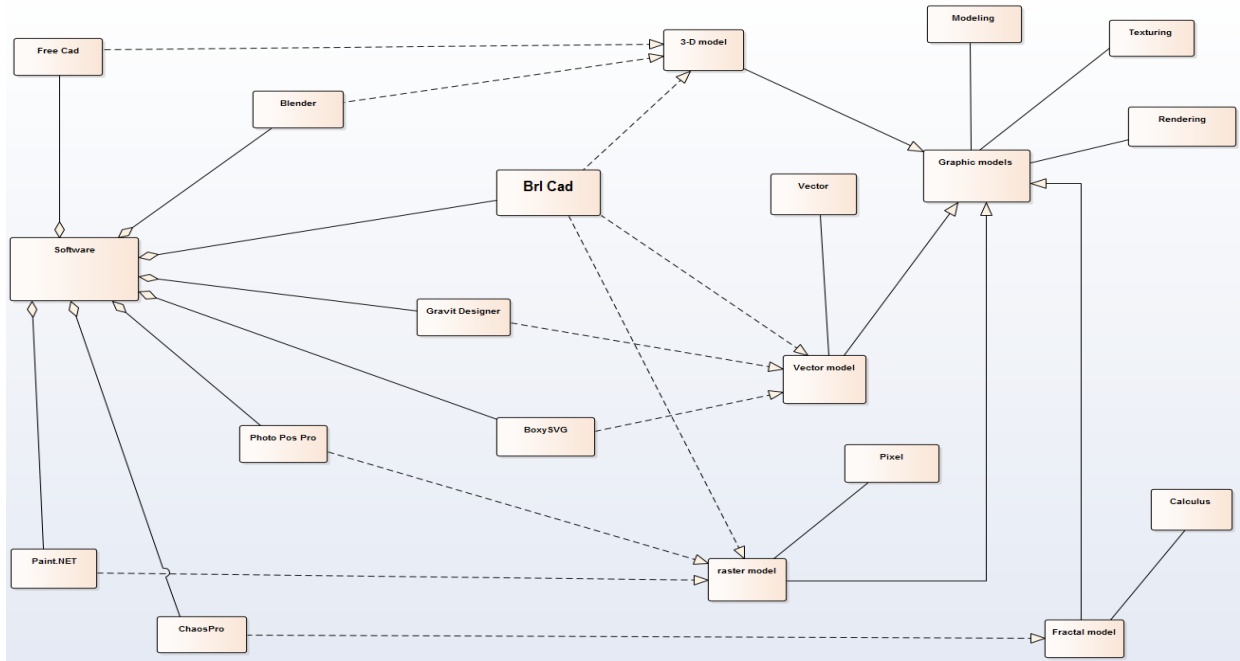 Modeling
Texturing
Free Cad
3-D model
Blender
Rendering
Graphic models
Brl Cad
Vector
Software
Gravit Designer
Vector model
BoxySVG
Photo Pos Pro
Pixel
Calculus
Paint.NET
raster model
ChaosPro
Fractal model